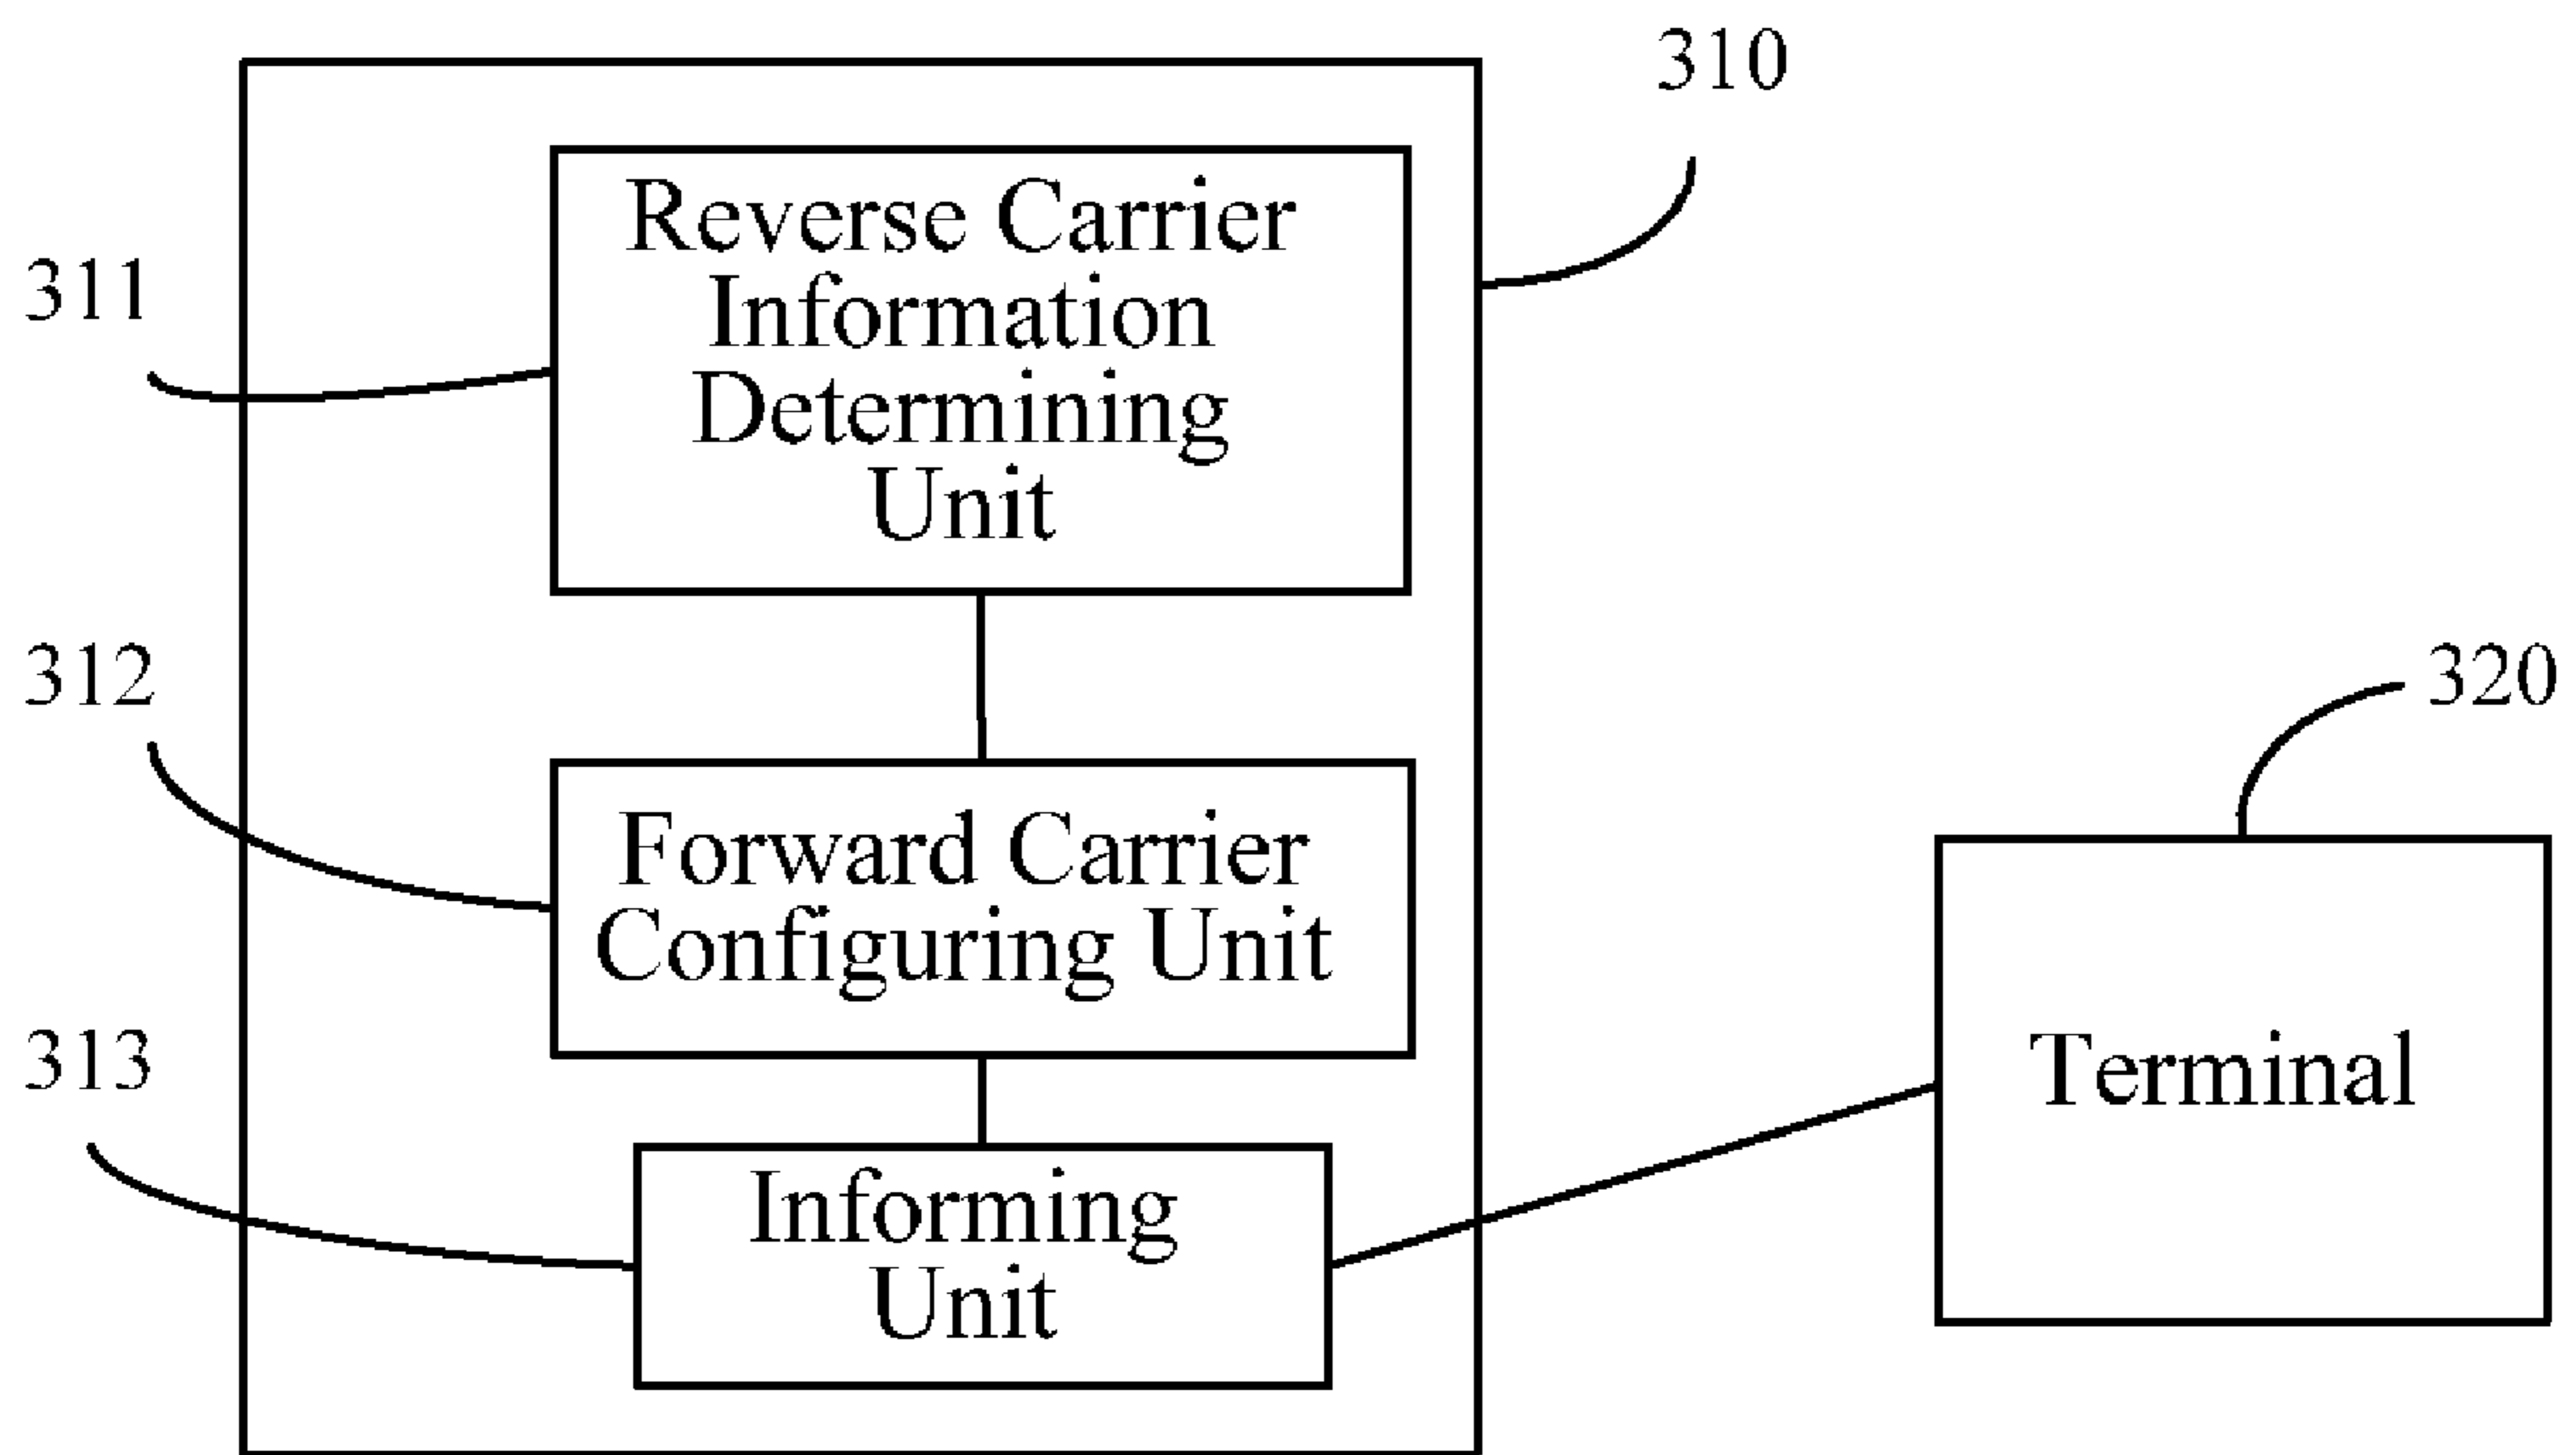 310
Reverse Carrier
Information
Determining
Unit
311
312
Forward Carrier
Configuring Unit
320
313
Informing
Unit
Terminal